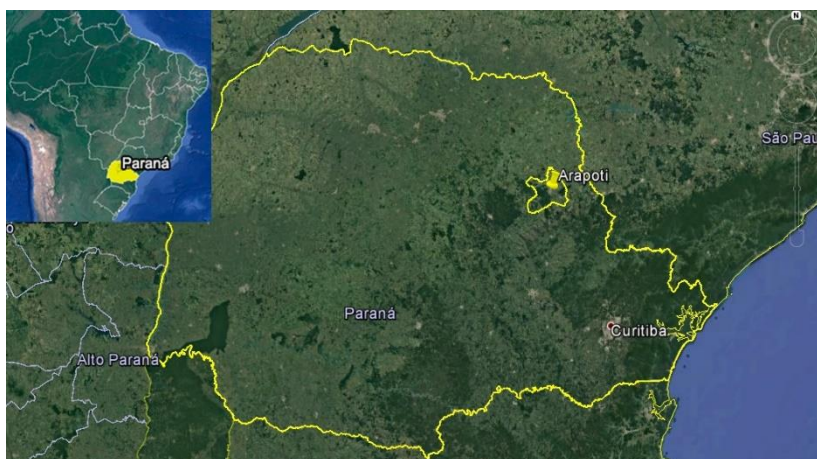 Paraná
N
São Pau
Arapoti
Paraná
Curitiba
Alto Paraná